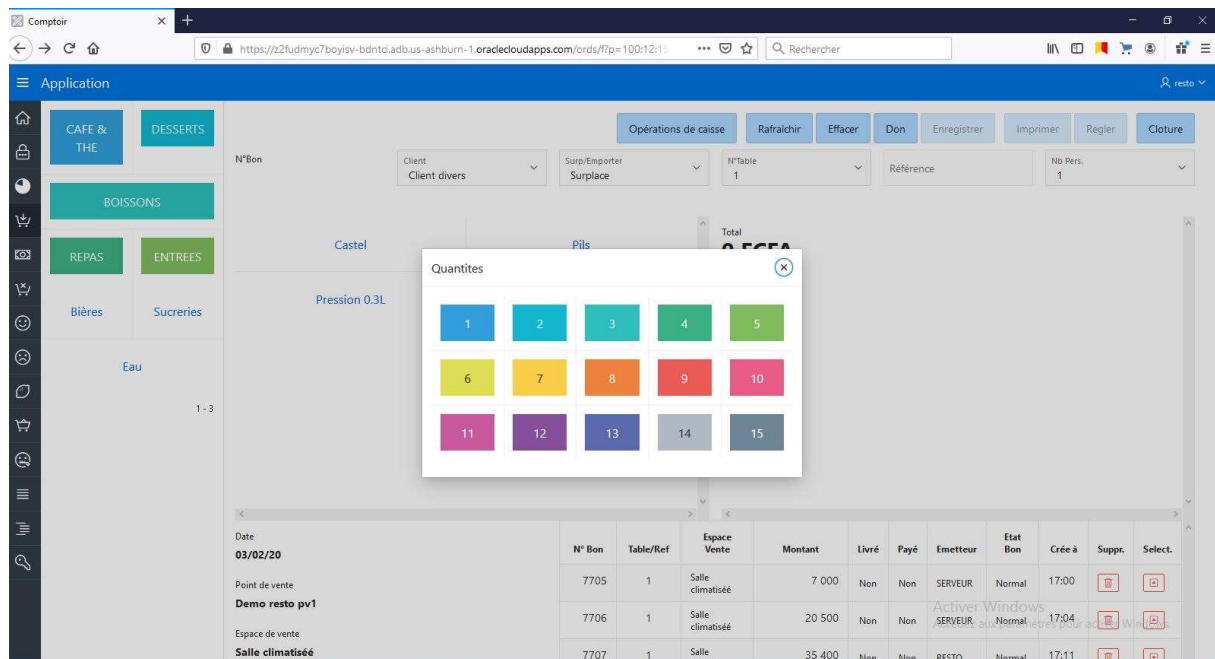 Comptoir
https://z2fudmyc7boyisv-bdntci.adb.us-ashburn-1.oraclecloudapps.com/ords/f?p=100:12:15
Rechercher
Application
resto
CAFE & THE
DESSERTS
BOISSONS
REPAS
ENTREES
Bières
Sucreries
Eau
1 - 3
Opérations de caisse
Rafraîchir
Effacer
Don
Enregistrer
Imprimer
Regler
Cloture
N°Bon
Client
Client divers
Surp/Emporter
Surplace
N°Table
1
Référence
Nb Pers.
1
Castel
Pils
Pression 0.3L
Total
Quantites
1 2 3 4 5
6 7 8 9 10
11 12 13 14 15
Date
03/02/20
Point de vente
Demo resto pv1
Espace de vente
Salle climatiséé
N° Bon Table/Ref Espace Vente Montant Livré Payé Emetteur Etat Bon Crée à Suppr. Select.
7705 1 Salle climatiséé 7 000 Non Non SERVEUR Normal 17:00
7706 1 Salle climatiséé 20 500 Non Non SERVEUR Normal 17:04
7707 1 Salle 35 400 Non Non RESTO Normal 17:11
Activer Windows